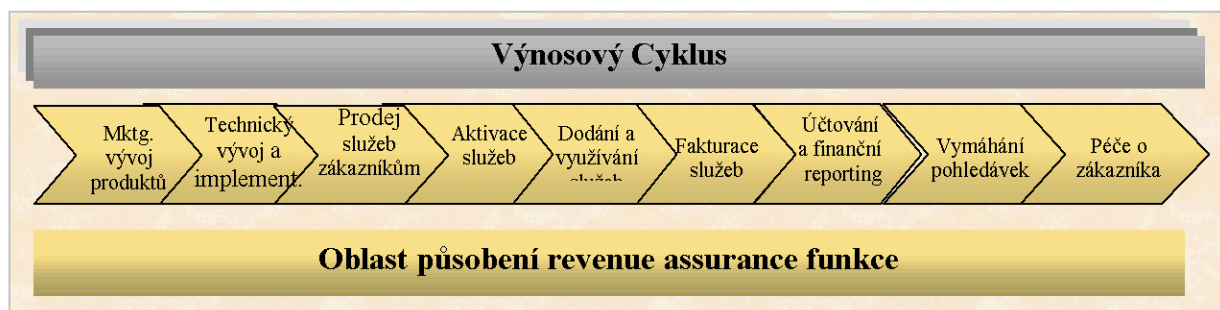 Výnosový Cyklus
Mktg.
vývoj
produktů
Technický
vývoj a
implement.
Prodej
služeb
zákazníkům
Aktivace
služeb
Dodání a
využívání
služeb
Fakturace
služeb
Účtování
a finanční
reporting
Vymáhání
pohledávek
Péče o
zákazníka
Oblast působení revenue assurance funkce